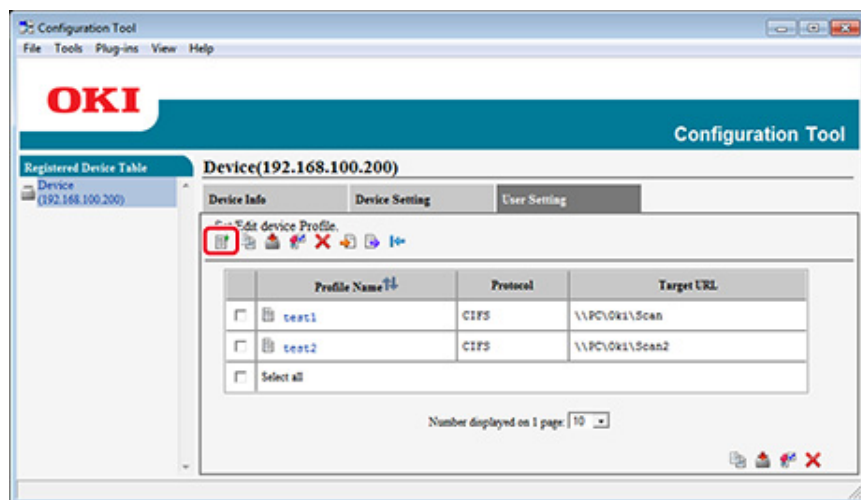 Configuration Tool
File Tools Plug-ins View Help
OKI
Configuration Tool
Registered Device Table
Device
(192.168.100.200)
Device(192.168.100.200)
Device Info Device Setting User Setting
Set/Edit device Profile.
Profile Name Protocol Target URL
test1 CIFS \\PC\Oki\Scan
test2 CIFS \\PC\Oki\Scan2
Select all
Number displayed on 1 page: 10